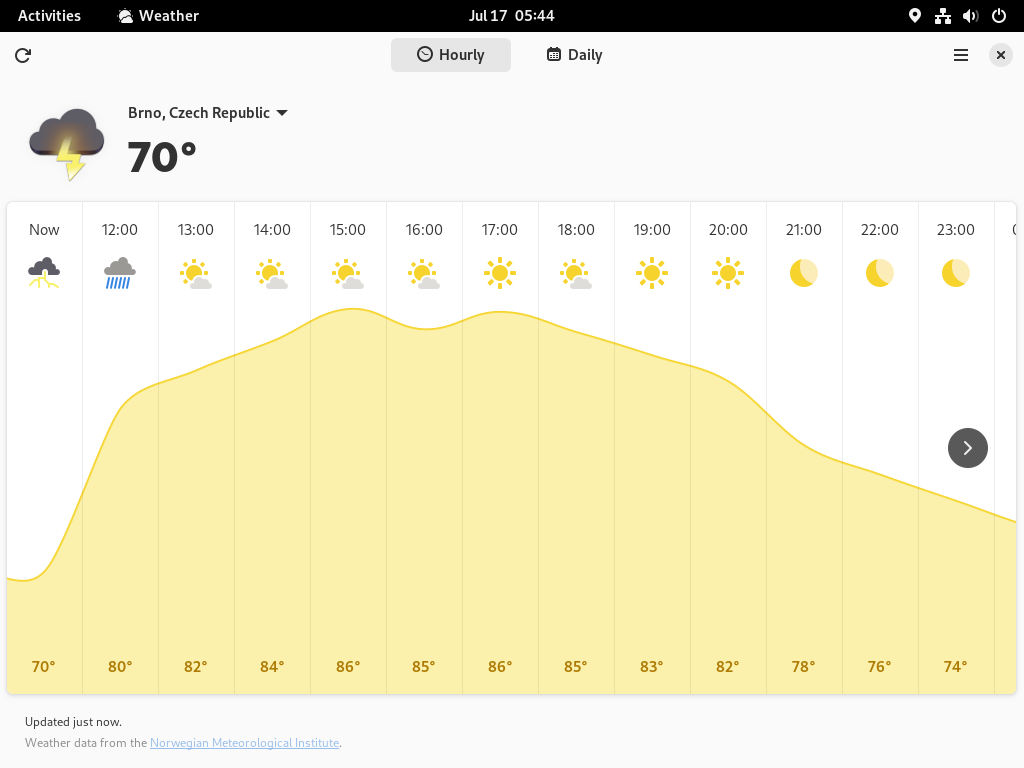 Activities Weather Jul 17 05:44
Hourly Daily
Brno, Czech Republic
70°
Now 12:00 13:00 14:00 15:00 16:00 17:00 18:00 19:00 20:00 21:00 22:00 23:00
70° 80° 82° 84° 86° 85° 86° 85° 83° 82° 78° 76° 74°
Updated just now.
Weather data from the Norwegian Meteorological Institute.